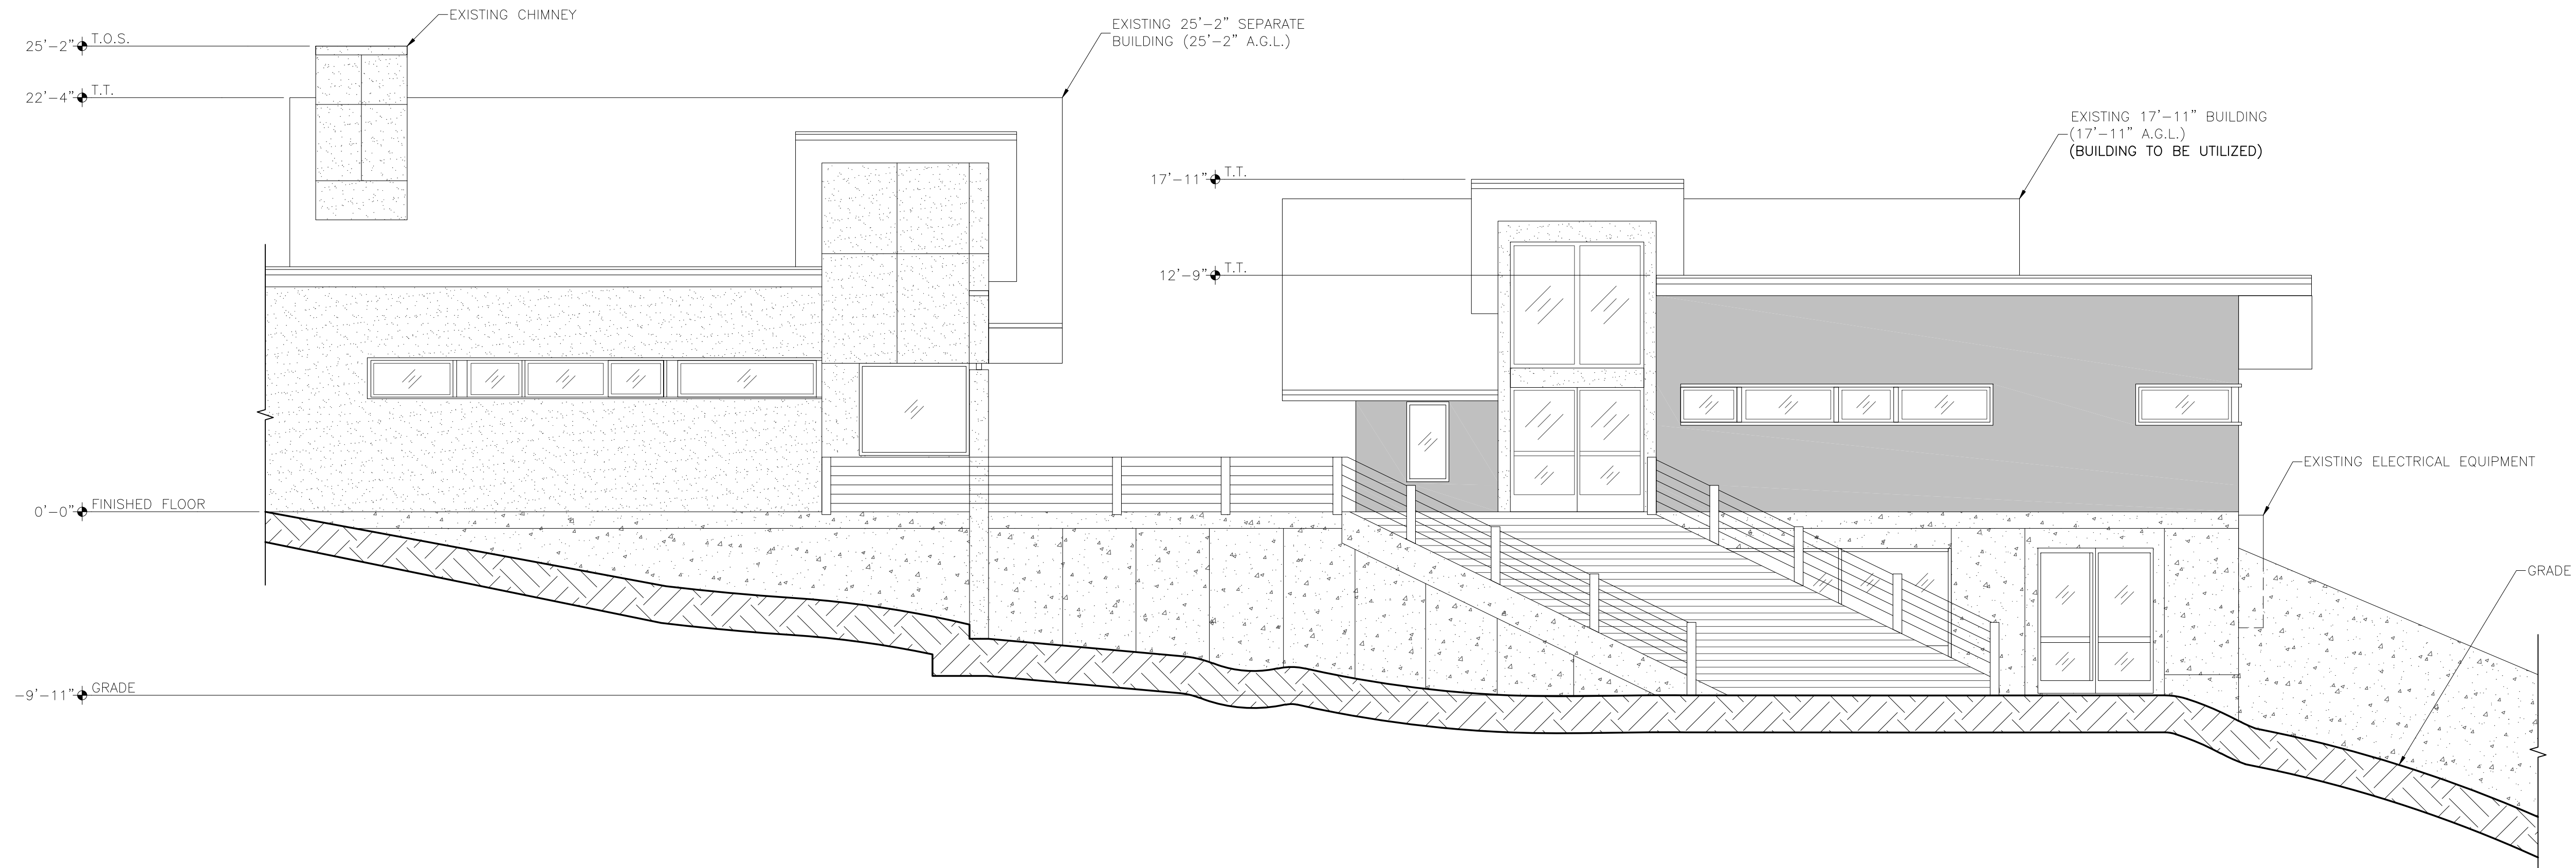 EXISTING CHIMNEY
EXISTING 25'-2" SEPARATE
BUILDING (25'-2" A.G.L.)
25'-2" T.O.S.
22'-4" T.T.
EXISTING 17'-11" BUILDING
(17'-11" A.G.L.)
(BUILDING TO BE UTILIZED)
17'-11" T.T.
12'-9" T.T.
EXISTING ELECTRICAL EQUIPMENT
0'-0" FINISHED FLOOR
GRADE
-9'-11" GRADE